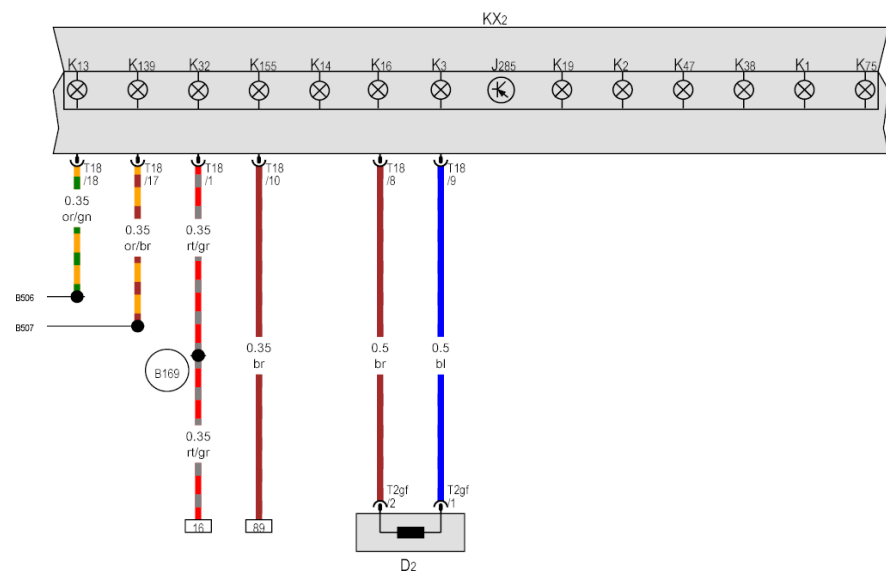 KX2
K13 K139 K32 K155 K14 K16 K3 J285 K19 K2 K47 K38 K1 K75
T18 T18 T18 T18 T18 T18
/18 /17 /1 /10 /8 /9
0.35
or/gn
0.35 0.35
or/br rt/gr
B506
B507
0.35 0.5 0.5
br br bl
B169
0.35
rt/gr
T2gf T2gf
/2 /1
16 89
D2